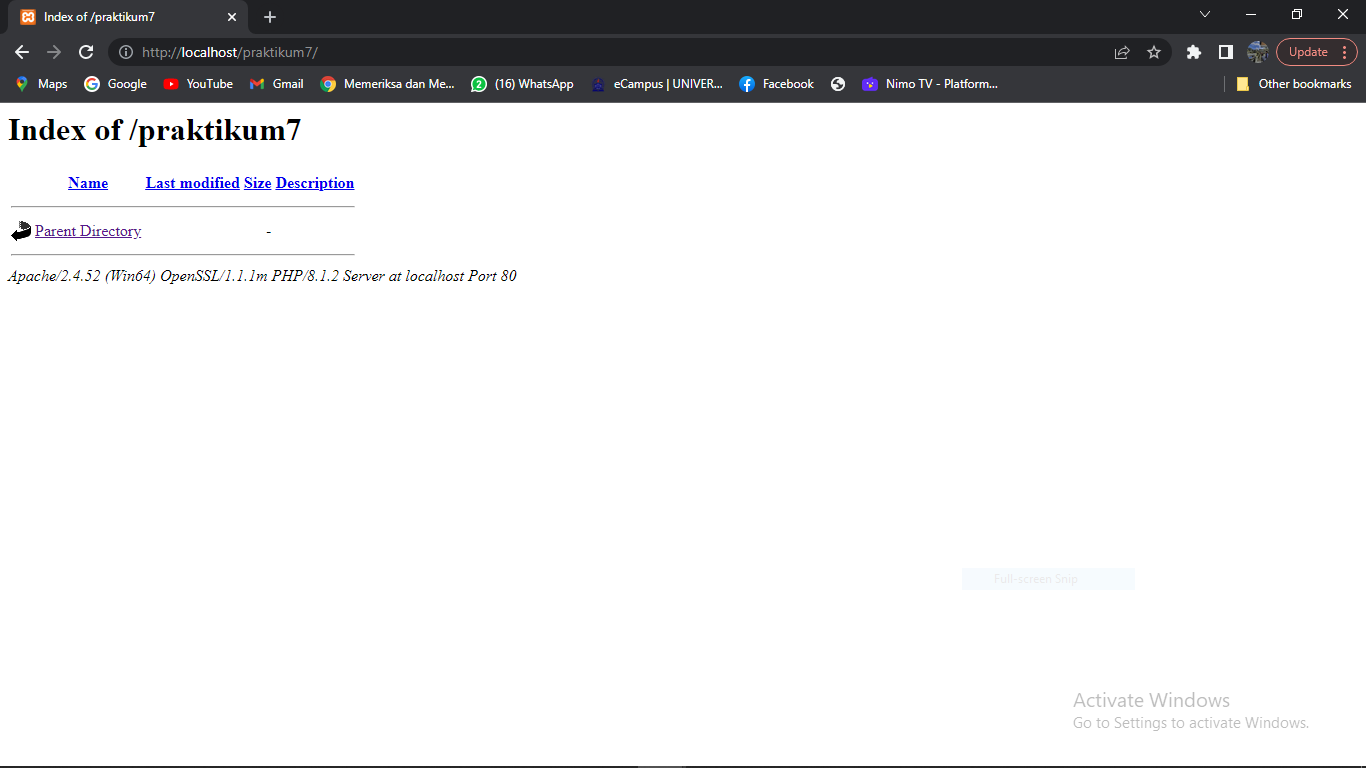 Index of /praktikum7
http://localhost/praktikum7/
Update
Maps Google YouTube Gmail Memeriksa dan Me... 2 (16) WhatsApp eCampus | UNIVER... Facebook Nimo TV - Platform... Other bookmarks
Index of /praktikum7
Name Last modified Size Description
Parent Directory -
Apache/2.4.52 (Win64) OpenSSL/1.1.1m PHP/8.1.2 Server at localhost Port 80
Full-screen Snip
Activate Windows
Go to Settings to activate Windows.